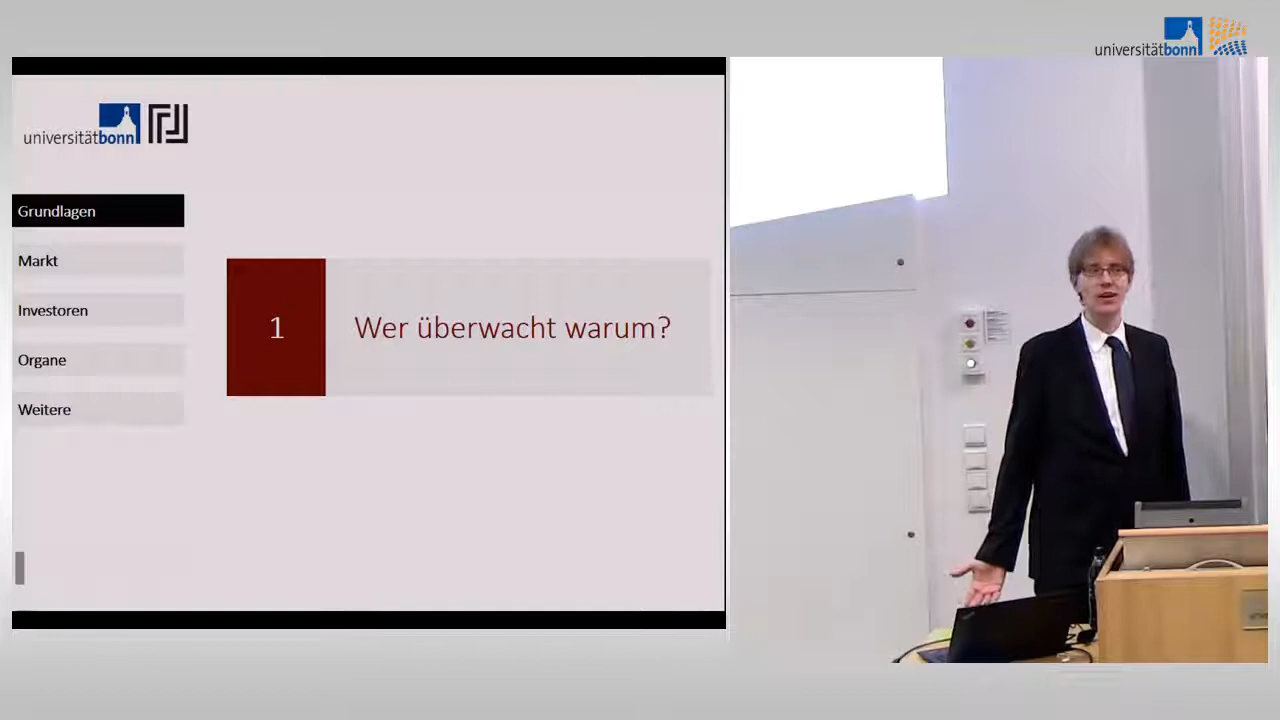 universitätbonn
universitätbonn
Grundlagen
Markt
Investoren
Organe
Weitere
1
Wer überwacht warum?